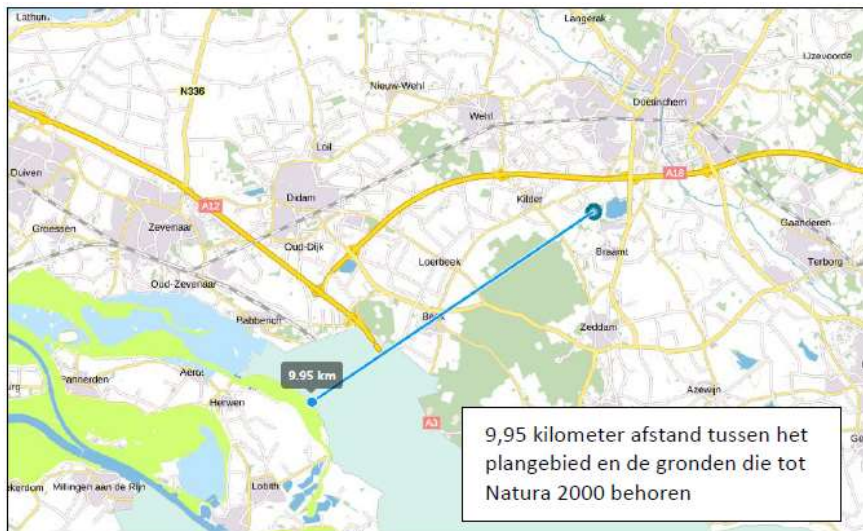 Lathum
Langerak
IJzevoorde
N336
Nieuw-Wehl
Doetinchem
Wehl
Loil
Duiven
A18
Didam
Kilder
A12
Groessen
Zevenaar
Gaanderen
Oud-Dijk
Braamt
Loerbeek
Terborg
Oud-Zevenaar
Babberich
Beek
Zeddam
9.95 km
Pannerden
Aerdt
Herwen
Azewijn
A3
Millingen aan de Rijn
Lobith
9,95 kilometer afstand tussen het
plangebied en de gronden die tot
Natura 2000 behoren